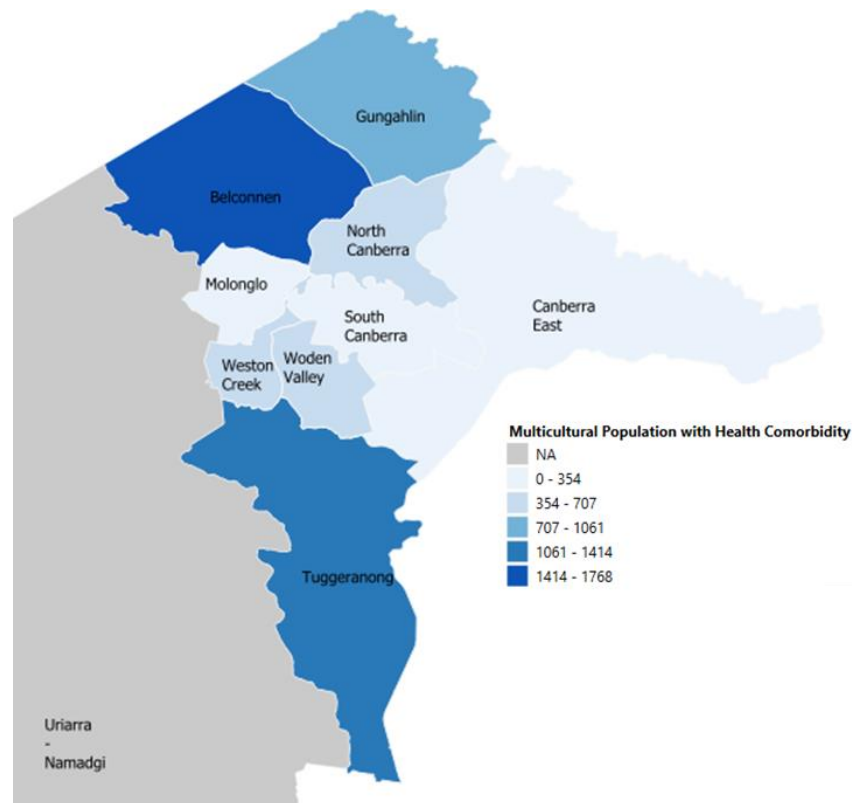 Gungahlin
Belconnen
North
Canberra
Molonglo
Canberra
East
South
Canberra
Weston
Creek
Woden
Valley
Multicultural Population with Health Comorbidity
NA
0 - 354
354 - 707
707 - 1061
1061 - 1414
1414 - 1768
Tuggeranong
Uriarra
-
Namadgi